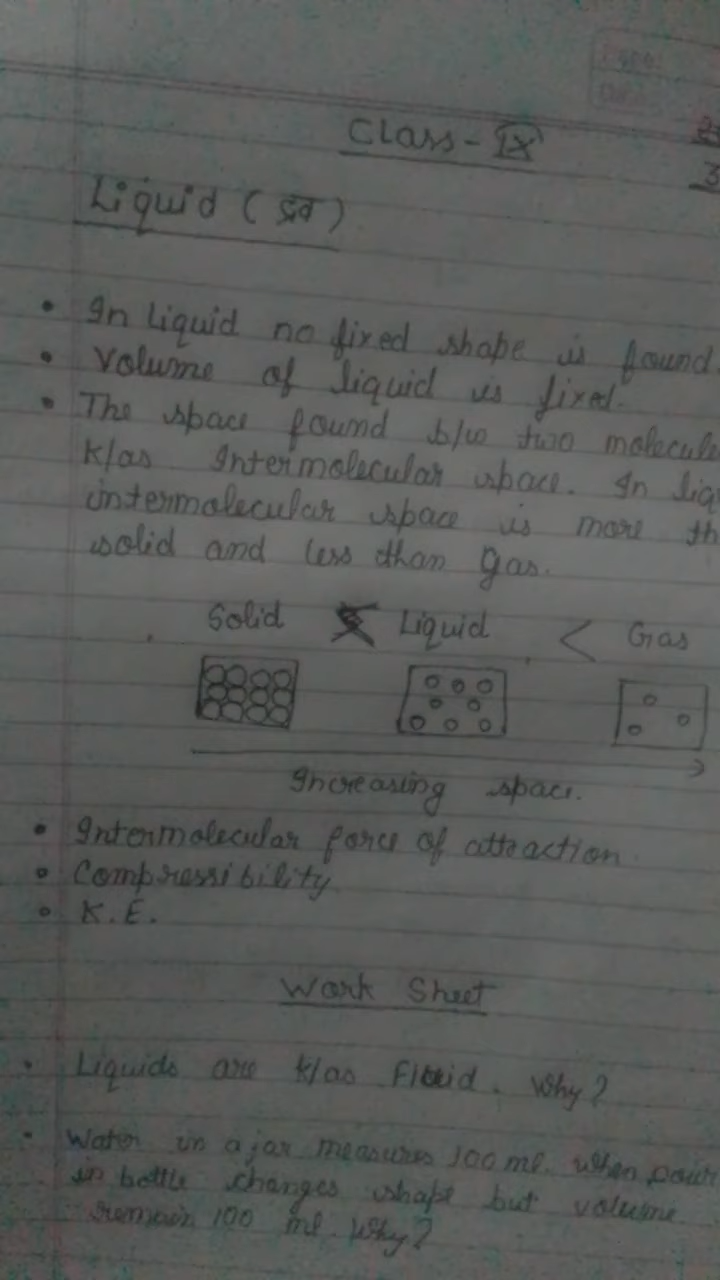 Class - IX
Liquid ( द्रव )
• In Liquid no fixed shape is found.
• Volume of liquid is fixed.
• The space found b/w two molecule
k/as Intermolecular space. In liq
intermolecular space is more th
solid and less than gas.
Solid < Liquid < Gas
Increasing space.
• Intermolecular force of attraction
• Compressibility
• K.E.
Work Sheet
• Liquids are k/as Fluid. Why?
• Water in a jar measures 100 ml. when pour
in bottle changes shape but volume
remain 100 ml. Why?